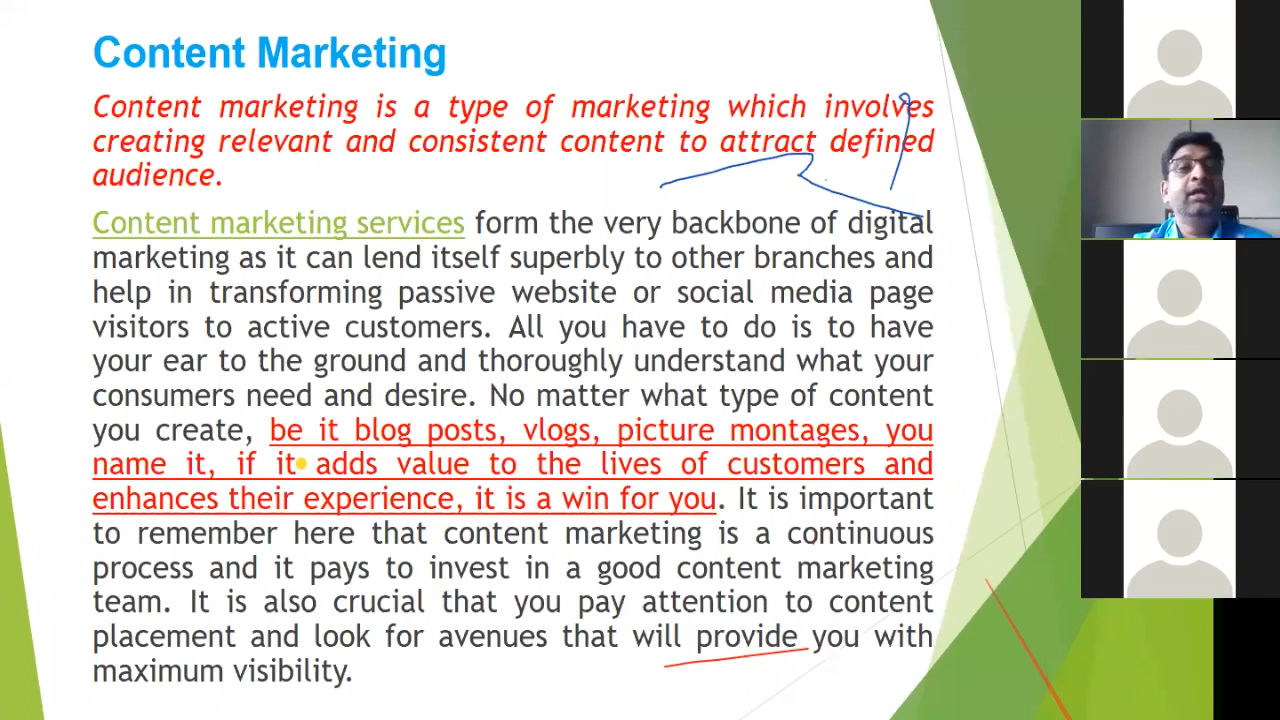 Content Marketing
Content marketing is a type of marketing which involves
creating relevant and consistent content to attract defined
audience.
Content marketing services form the very backbone of digital
marketing as it can lend itself superbly to other branches and
help in transforming passive website or social media page
visitors to active customers. All you have to do is to have
your ear to the ground and thoroughly understand what your
consumers need and desire. No matter what type of content
you create, be it blog posts, vlogs, picture montages, you
name it, if it adds value to the lives of customers and
enhances their experience, it is a win for you. It is important
to remember here that content marketing is a continuous
process and it pays to invest in a good content marketing
team. It is also crucial that you pay attention to content
placement and look for avenues that will provide you with
maximum visibility.